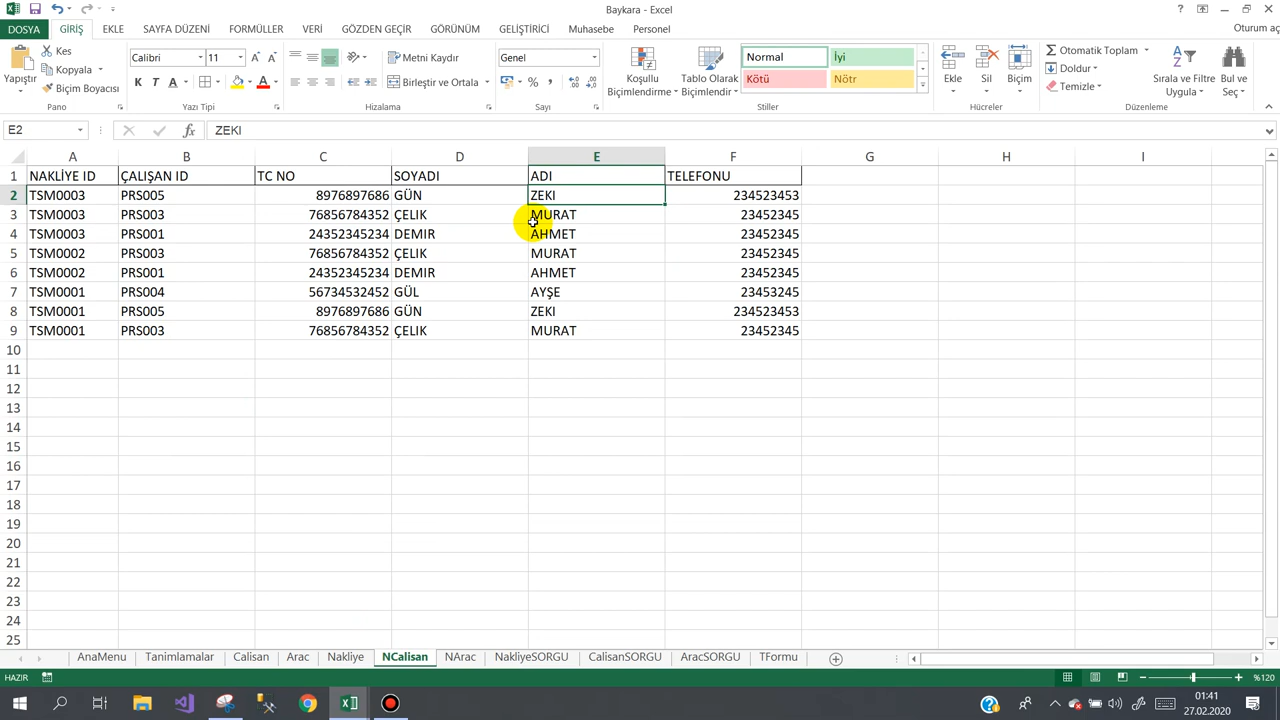 Baykara - Excel
DOSYA GİRİŞ EKLE SAYFA DÜZENİ FORMÜLLER VERİ GÖZDEN GEÇİR GÖRÜNÜM GELİŞTİRİCİ Muhasebe Personel Oturum aç
Yapıştır
Kes
Kopyala
Biçim Boyacısı
Pano
Calibri 11
K T A
Yazı Tipi
Metni Kaydır
Birleştir ve Ortala
Hizalama
Genel
Sayı
Koşullu Biçimlendirme
Tablo Olarak Biçimlendir
Normal İyi
Kötü Nötr
Stiller
Ekle Sil Biçim
Hücreler
Otomatik Toplam
Doldur
Temizle
Sırala ve Filtre Uygula
Bul ve Seç
Düzenleme
E2 fx ZEKI
A B C D E F G H I
1 NAKLİYE ID ÇALIŞAN ID TC NO SOYADI ADI TELEFONU
2 TSM0003 PRS005 8976897686 GÜN ZEKI 234523453
3 TSM0003 PRS003 76856784352 ÇELIK MURAT 23452345
4 TSM0003 PRS001 24352345234 DEMIR AHMET 23452345
5 TSM0002 PRS003 76856784352 ÇELIK MURAT 23452345
6 TSM0002 PRS001 24352345234 DEMIR AHMET 23452345
7 TSM0001 PRS004 56734532452 GÜL AYŞE 23453245
8 TSM0001 PRS005 8976897686 GÜN ZEKI 234523453
9 TSM0001 PRS003 76856784352 ÇELIK MURAT 23452345
10
11
12
13
14
15
16
17
18
19
20
21
22
23
24
25
AnaMenu Tanimlamalar Calisan Arac Nakliye NCalisan NArac NakliyeSORGU CalisanSORGU AracSORGU TFormu
HAZIR %120
01:41
27.02.2020